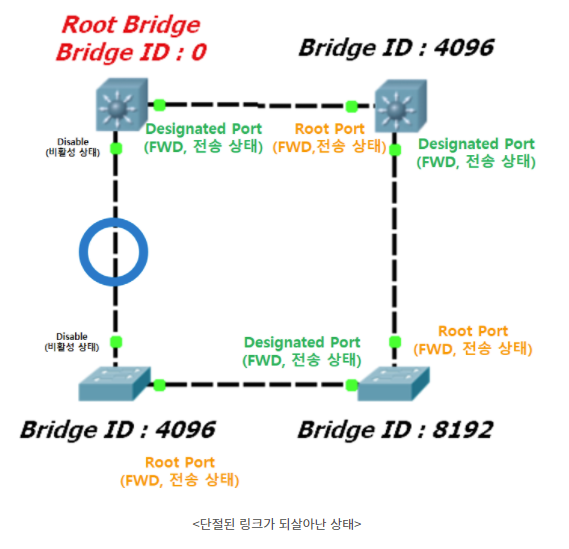 Root Bridge
Bridge ID : 0
Bridge ID : 4096
Disable
(비활성 상태)
Designated Port
(FWD, 전송 상태)
Root Port
(FWD,전송 상태)
Designated Port
(FWD, 전송 상태)
Disable
(비활성 상태)
Designated Port
(FWD, 전송 상태)
Root Port
(FWD, 전송 상태)
Bridge ID : 4096
Bridge ID : 8192
Root Port
(FWD, 전송 상태)
<단절된 링크가 되살아난 상태>